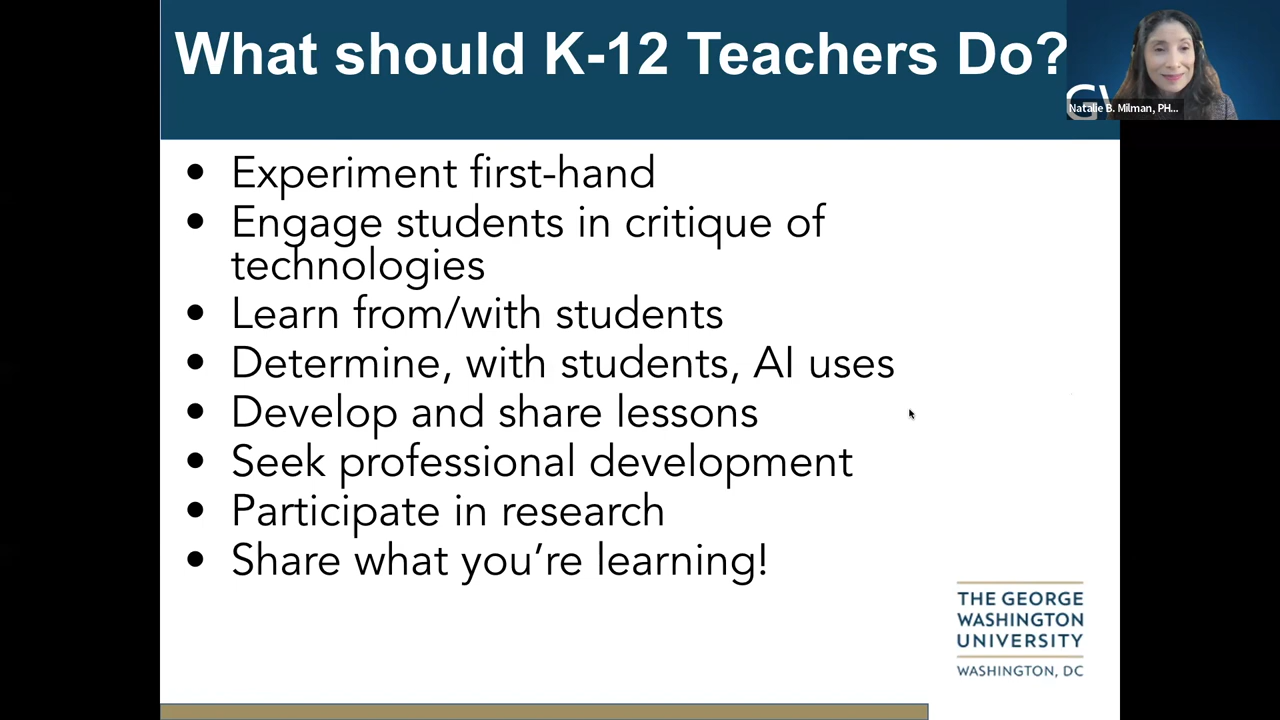 What should K-12 Teachers Do?
Natalie B. Milman, PH...
• Experiment first-hand
• Engage students in critique of
technologies
• Learn from/with students
• Determine, with students, AI uses
• Develop and share lessons
• Seek professional development
• Participate in research
• Share what you’re learning!
THE GEORGE
WASHINGTON
UNIVERSITY
WASHINGTON, DC